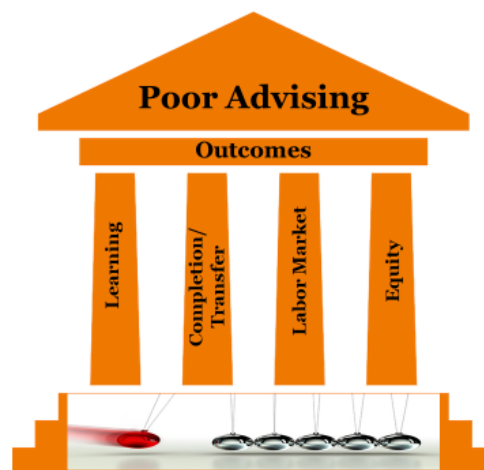 Poor Advising
Outcomes
Learning
Completion/
Transfer
Labor Market
Equity